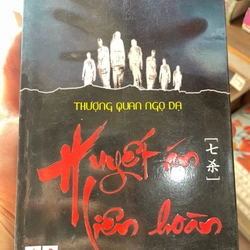 THƯỢNG QUAN NGỌ DẠ
Huyết án
[七杀]
liên hoàn